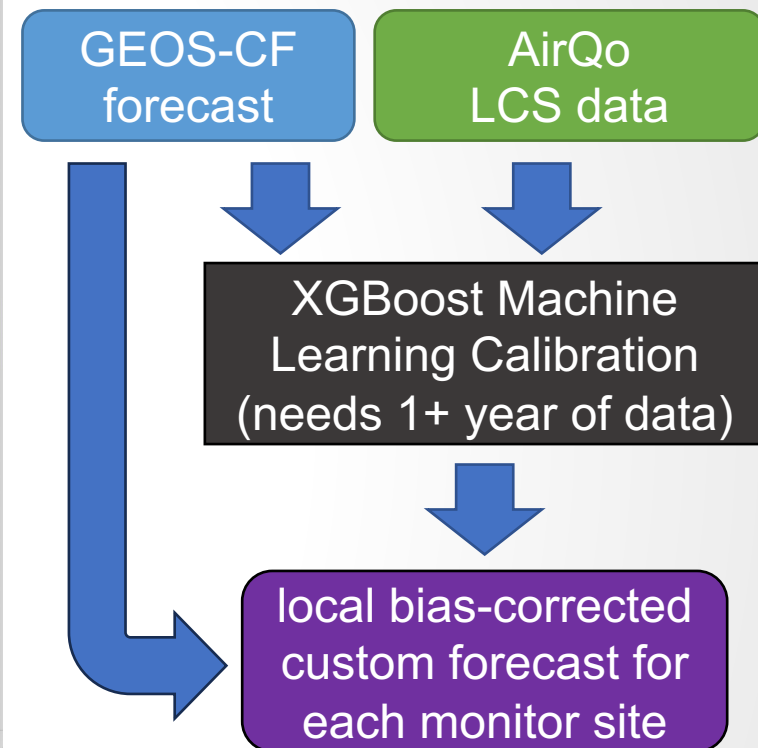 GEOS-CF
forecast
AirQo
LCS data
XGBoost Machine
Learning Calibration
(needs 1+ year of data)
local bias-corrected
custom forecast for
each monitor site